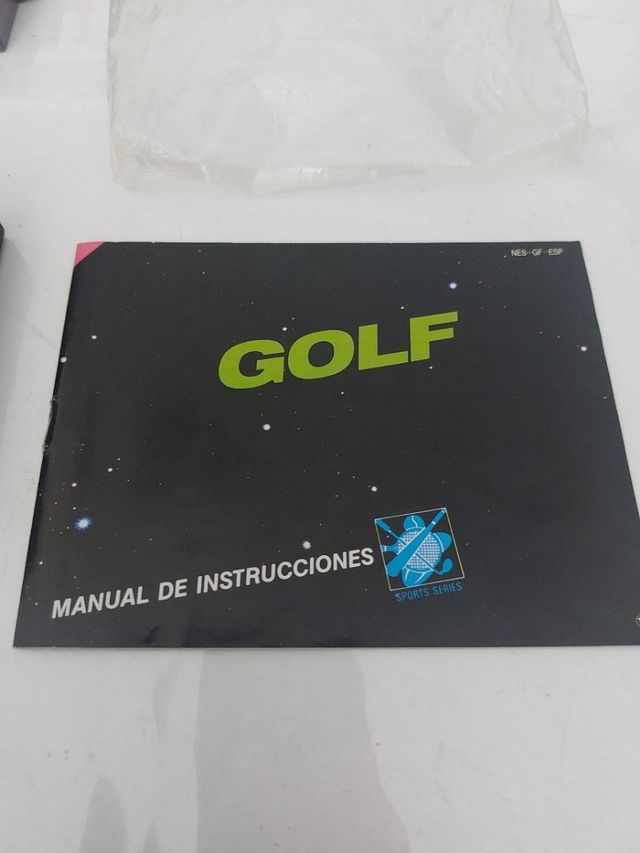 NES-GF-ESP
GOLF
MANUAL DE INSTRUCCIONES
SPORTS SERIES